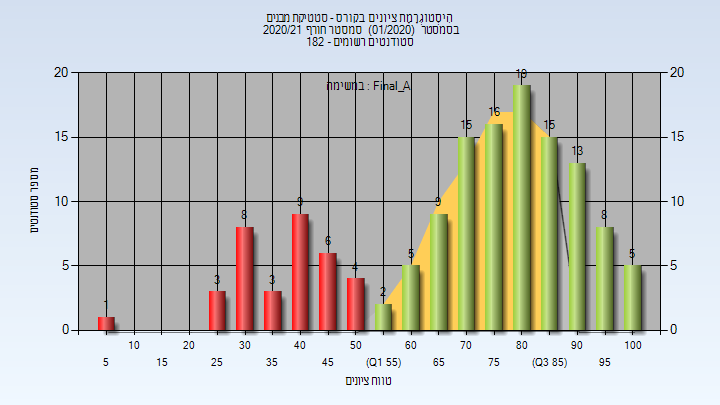 היסטוגרמת ציונים בקורס - סטטיקת מבנים
בסמסטר (01/2020) סמסטר חורף 2020/21
סטודנטים רשומים - 182
במשימה : Final_A
20 20
15 15
10 10
5 5
0 0
מספר סטודנטים
1 3 8 3 9 6 4 2 5 9 15 16 19 15 13 8 5
10 20 30 40 50 60 70 80 90 100
5 15 25 35 45 (Q1 55) 65 75 (Q3 85) 95
טווח ציונים